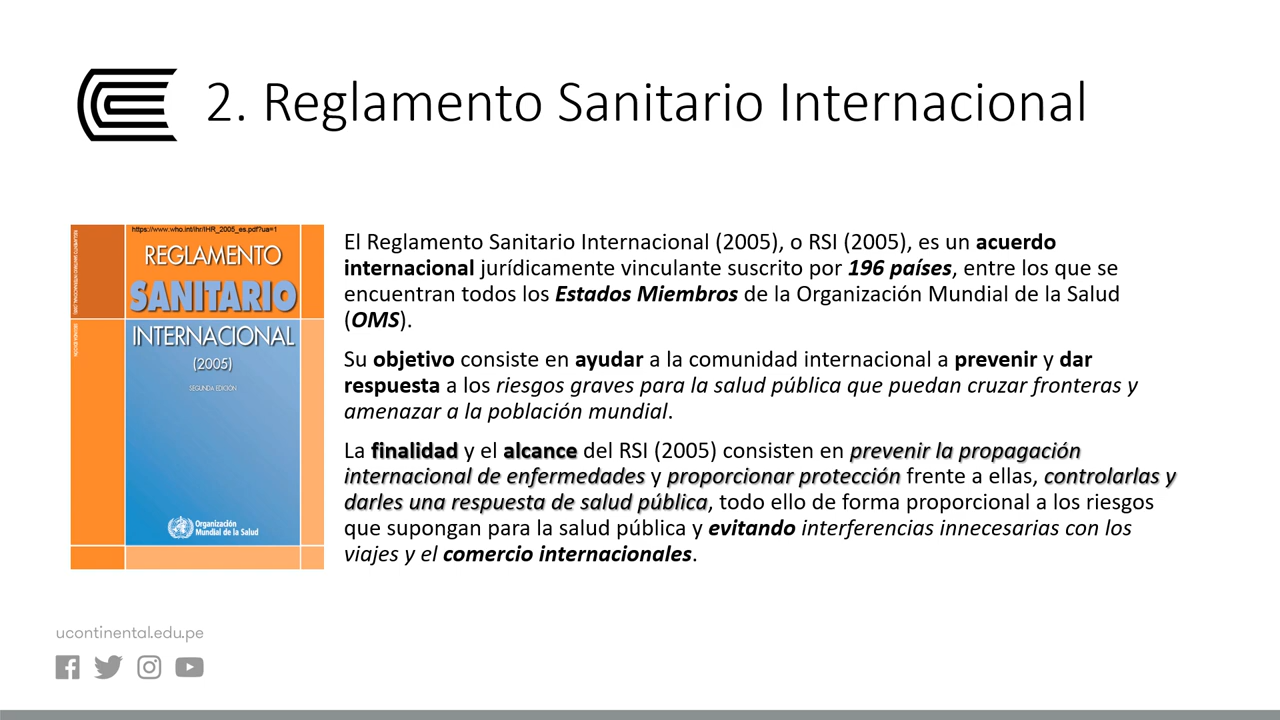 2. Reglamento Sanitario Internacional
https://www.who.int/ihr/IHR_2005_es.pdf?ua=1
REGLAMENTO
SANITARIO
INTERNACIONAL
(2005)
SEGUNDA EDICIÓN
Organización
Mundial de la Salud
El Reglamento Sanitario Internacional (2005), o RSI (2005), es un acuerdo
internacional jurídicamente vinculante suscrito por 196 países, entre los que se
encuentran todos los Estados Miembros de la Organización Mundial de la Salud
(OMS).
Su objetivo consiste en ayudar a la comunidad internacional a prevenir y dar
respuesta a los riesgos graves para la salud pública que puedan cruzar fronteras y
amenazar a la población mundial.
La finalidad y el alcance del RSI (2005) consisten en prevenir la propagación
internacional de enfermedades y proporcionar protección frente a ellas, controlarlas y
darles una respuesta de salud pública, todo ello de forma proporcional a los riesgos
que supongan para la salud pública y evitando interferencias innecesarias con los
viajes y el comercio internacionales.
ucontinental.edu.pe